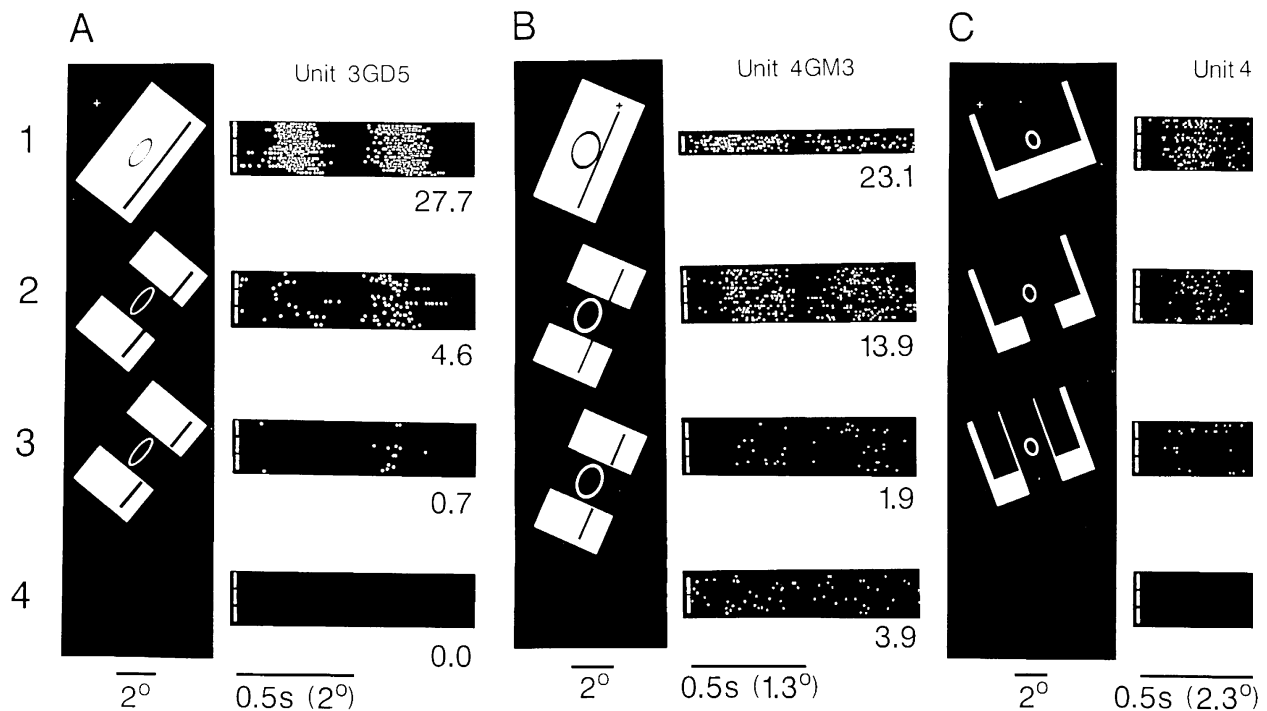 A
B
C
Unit 3GD5
Unit 4GM3
Unit 4
1
27.7
23.1
2
4.6
13.9
3
0.7
1.9
4
0.0
3.9
2° 0.5s (2°)
2° 0.5s (1.3°)
2° 0.5s (2.3°)